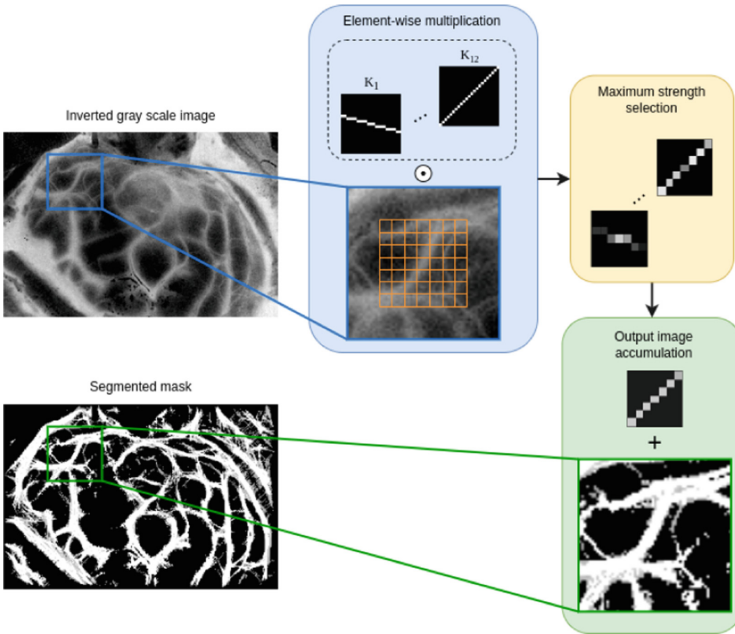 Element-wise multiplication
K1
K12
Inverted gray scale image
Maximum strength
selection
Output image
accumulation
Segmented mask